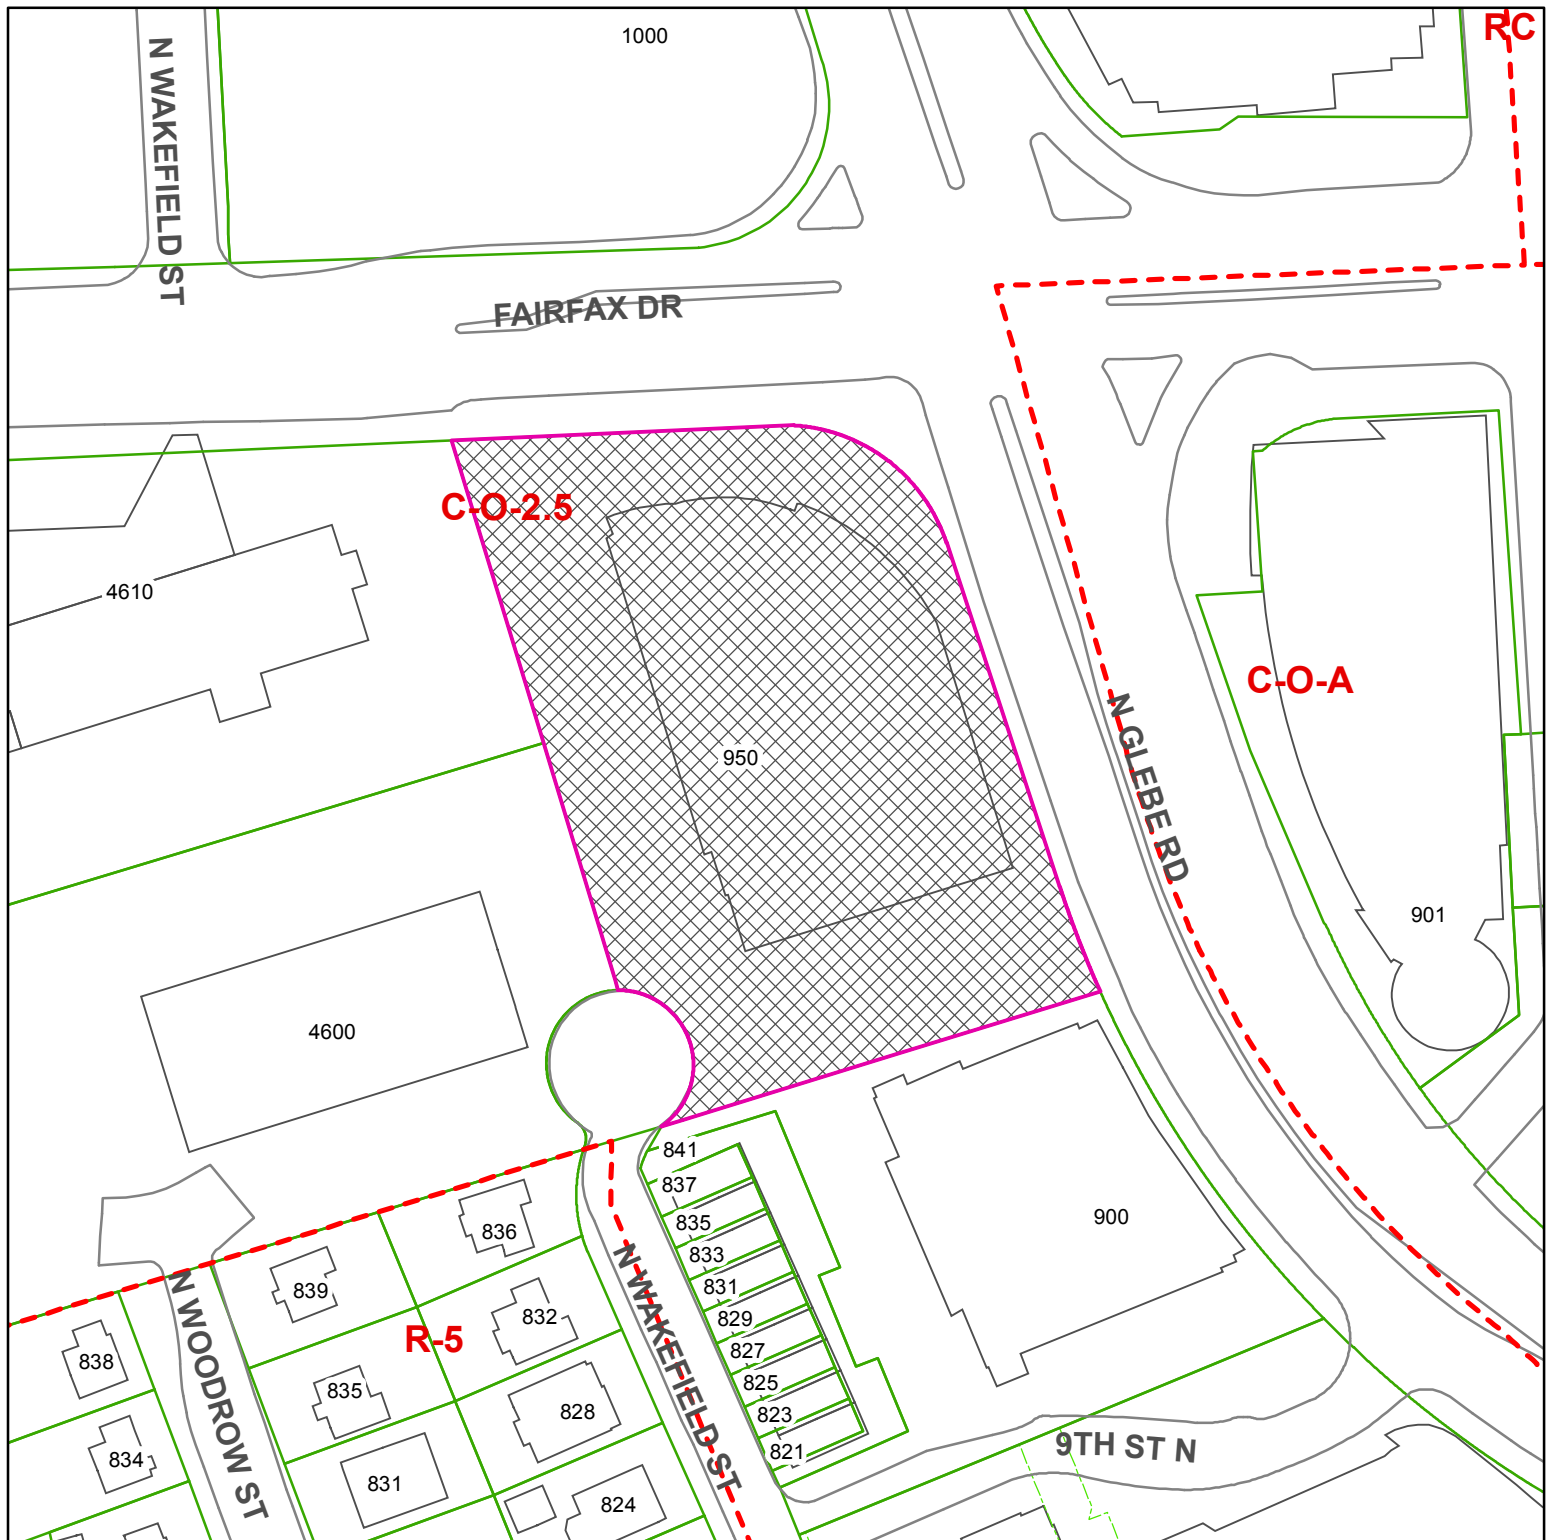 1000
RC
N WAKEFIELD ST
FAIRFAX DR
C-O-2.5
4610
C-O-A
950
N GLEBE RD
901
4600
841
837
836
835
900
833
839
831
832
829
R-5
827
838
825
835
828
823
N WOODROW ST
N WAKEFIELD ST
9TH ST N
821
834
831
824